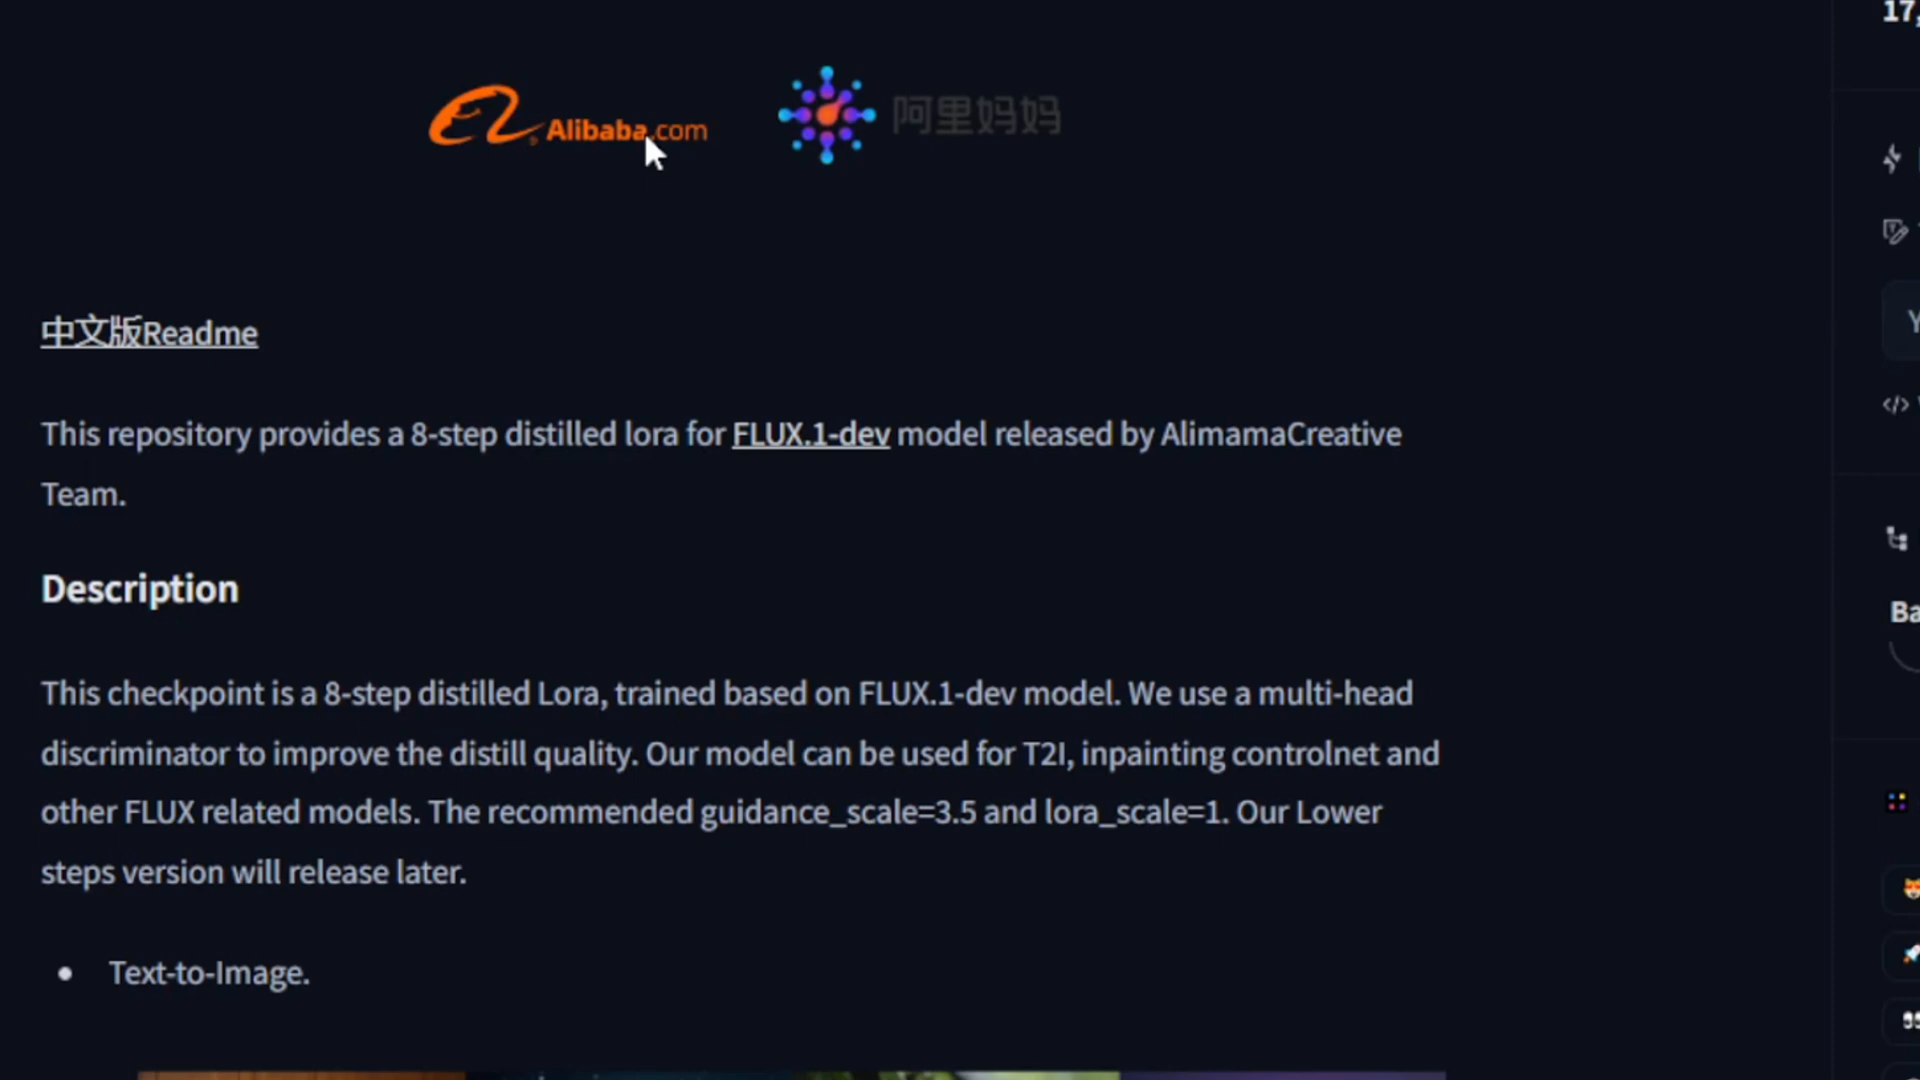 17,
Alibaba.com
阿里妈妈
中文版Readme
This repository provides a 8-step distilled lora for FLUX.1-dev model released by AlimamaCreative
Team.
Description
This checkpoint is a 8-step distilled Lora, trained based on FLUX.1-dev model. We use a multi-head
discriminator to improve the distill quality. Our model can be used for T2I, inpainting controlnet and
other FLUX related models. The recommended guidance_scale=3.5 and lora_scale=1. Our Lower
steps version will release later.
Text-to-Image.
Ba